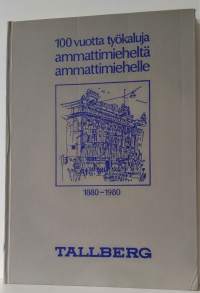 100 vuotta työkaluja
ammattimieheltä
ammattimiehelle
1880-1980
TALLBERG